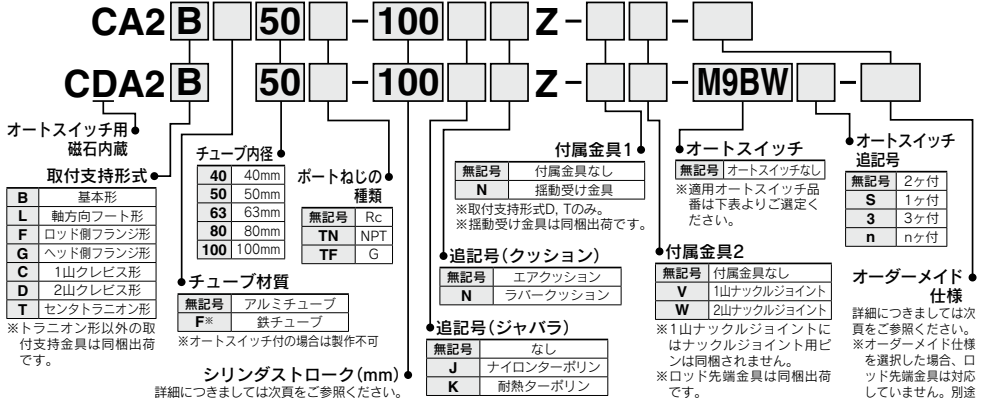 CA2 B 50 - 100 Z - -
CDA2 B 50 - 100 Z - - M9BW -
オートスイッチ用
磁石内蔵
取付支持形式
B 基本形
L 軸方向フート形
F ロッド側フランジ形
G ヘッド側フランジ形
C 1山クレビス形
D 2山クレビス形
T センタトラニオン形
※トラニオン形以外の取
付支持金具は同梱出荷
です。
チューブ内径
40 40mm
50 50mm
63 63mm
80 80mm
100 100mm
ポートねじの
種類
無記号 Rc
TN NPT
TF G
チューブ材質
無記号 アルミチューブ
F※ 鉄チューブ
※オートスイッチ付の場合は製作不可
シリンダストローク(mm)
詳細につきましては次頁をご参照ください。
付属金具1
無記号 付属金具なし
N 揺動受け金具
※取付支持形式D, Tのみ。
※揺動受け金具は同梱出荷です。
追記号(クッション)
無記号 エアクッション
N ラバークッション
追記号(ジャバラ)
無記号 なし
J ナイロンターポリン
K 耐熱ターポリン
オートスイッチ
無記号 オートスイッチなし
※適用オートスイッチ品
番は下表よりご選定く
ださい。
付属金具2
無記号 付属金具なし
V 1山ナックルジョイント
W 2山ナックルジョイント
※1山ナックルジョイントに
はナックルジョイント用ピ
ンは同梱されません。
※ロッド先端金具は同梱出荷
です。
オートスイッチ
追記号
無記号 2ヶ付
S 1ヶ付
3 3ヶ付
n nヶ付
オーダーメイド
仕様
詳細につきましては次
頁をご参照ください。
※オーダーメイド仕様
を選択した場合、ロ
ッド先端金具は対応
していません。別途